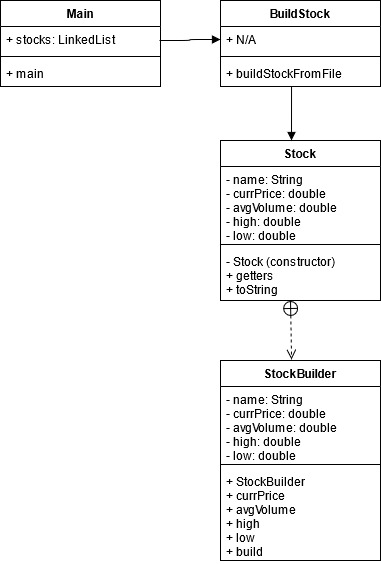 Main
+ stocks: LinkedList
+ main
BuildStock
+ N/A
+ buildStockFromFile
Stock
- name: String
- currPrice: double
- avgVolume: double
- high: double
- low: double
- Stock (constructor)
+ getters
+ toString
StockBuilder
- name: String
- currPrice: double
- avgVolume: double
- high: double
- low: double
+ StockBuilder
+ currPrice
+ avgVolume
+ high
+ low
+ build